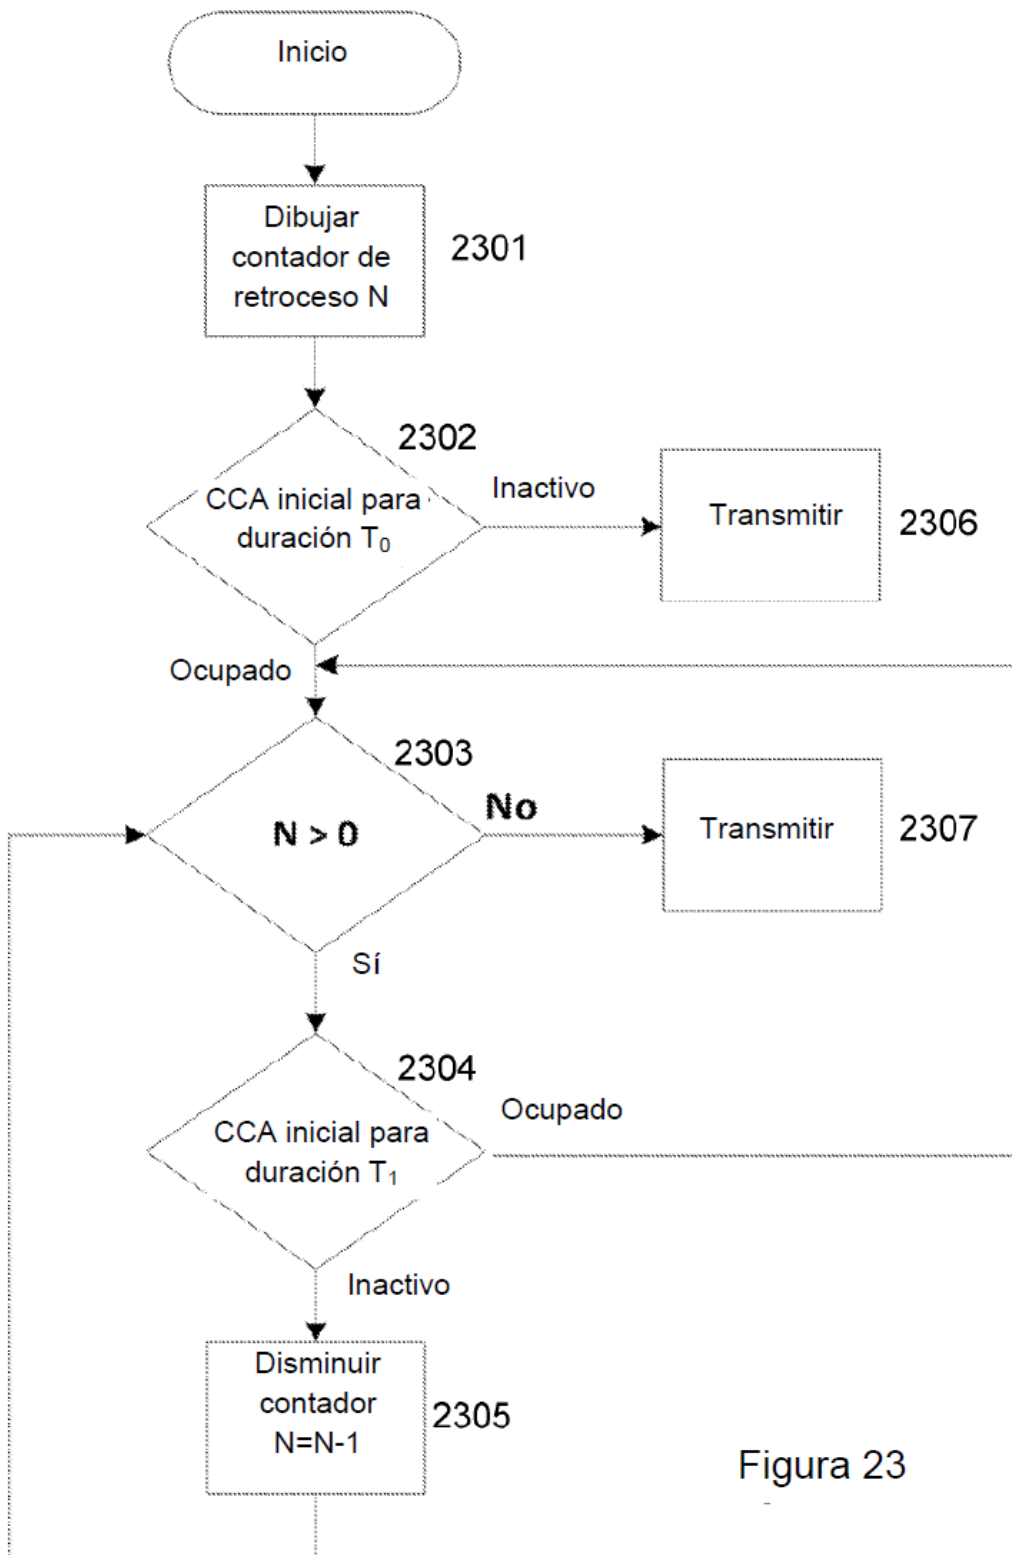 Inicio
Dibujar
contador de
retroceso N
2301
2302
CCA inicial para
duración T₀
Inactivo
Transmitir
2306
Ocupado
2303
N > 0
No
Transmitir
2307
Sí
2304
CCA inicial para
duración T₁
Ocupado
Inactivo
Disminuir
contador
N=N-1
2305
Figura 23